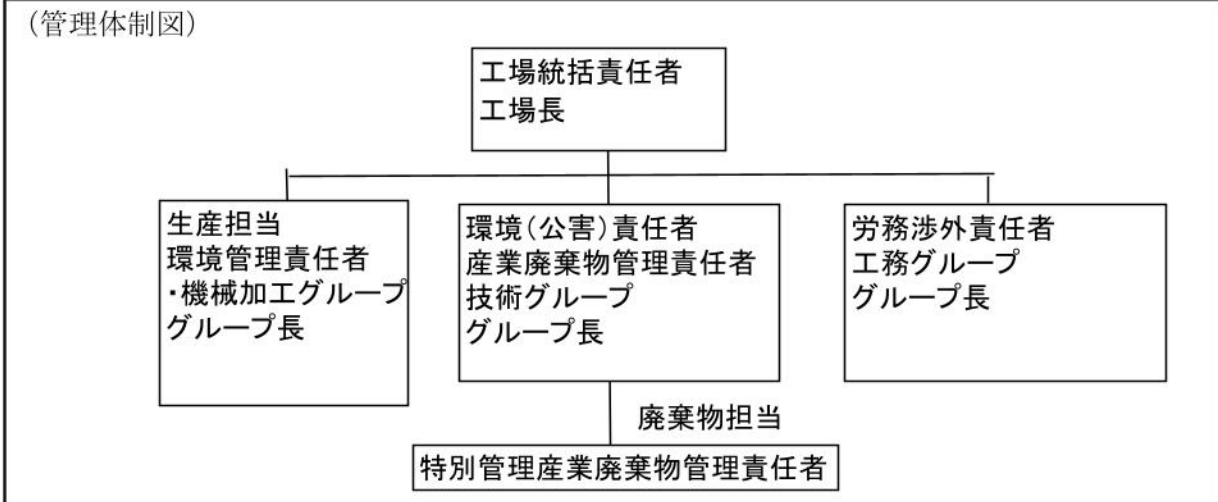 （管理体制図）
工場統括責任者
工場長
生産担当
環境管理責任者
・機械加工グループ
グループ長
環境（公害）責任者
産業廃棄物管理責任者
技術グループ
グループ長
労務渉外責任者
工務グループ
グループ長
廃棄物担当
特別管理産業廃棄物管理責任者